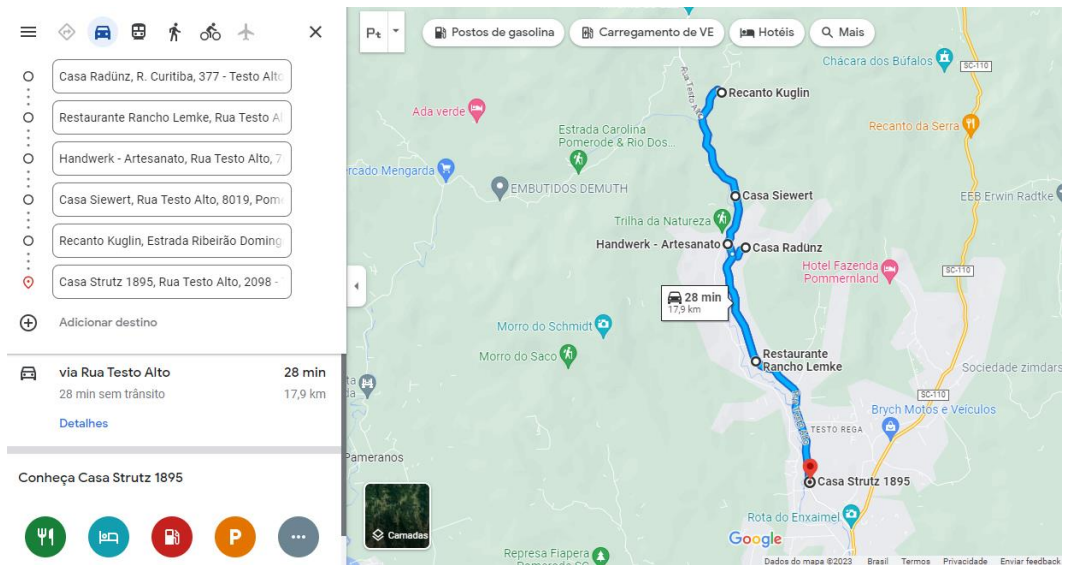 Casa Radünz, R. Curitiba, 377 - Testo Alto
Restaurante Rancho Lemke, Rua Testo Al
Handwerk - Artesanato, Rua Testo Alto, 7
Casa Siewert, Rua Testo Alto, 8019, Pome
Recanto Kuglin, Estrada Ribeirão Doming
Casa Strutz 1895, Rua Testo Alto, 2098 -
Adicionar destino
via Rua Testo Alto 28 min
28 min sem trânsito 17,9 km
Detalhes
Conheça Casa Strutz 1895
P
Pt
Postos de gasolina
Carregamento de VE
Hotéis
Mais
Chácara dos Búfalos
SC-110
Rua Testo Alto
Recanto Kuglin
Ada verde
Recanto da Serra
Estrada Carolina
Pomerode & Rio Dos...
rcado Mengarda
EMBUTIDOS DEMUTH
Casa Siewert
EEB Erwin Radtke
Trilha da Natureza
Handwerk - Artesanato
Casa Radünz
Hotel Fazenda
Pommernland
SC-110
28 min
17,9 km
Morro do Schmidt
Morro do Saco
Restaurante
Rancho Lemke
Sociedade zimdars
SC-110
Brych Motos e Veículos
TESTO REGA
Pameranos
Casa Strutz 1895
Camadas
Rota do Enxaimel
Google
Represa Fiapera
Pomerode SC
Dados do mapa ©2023 Brasil Termos Privacidade Enviar feedback